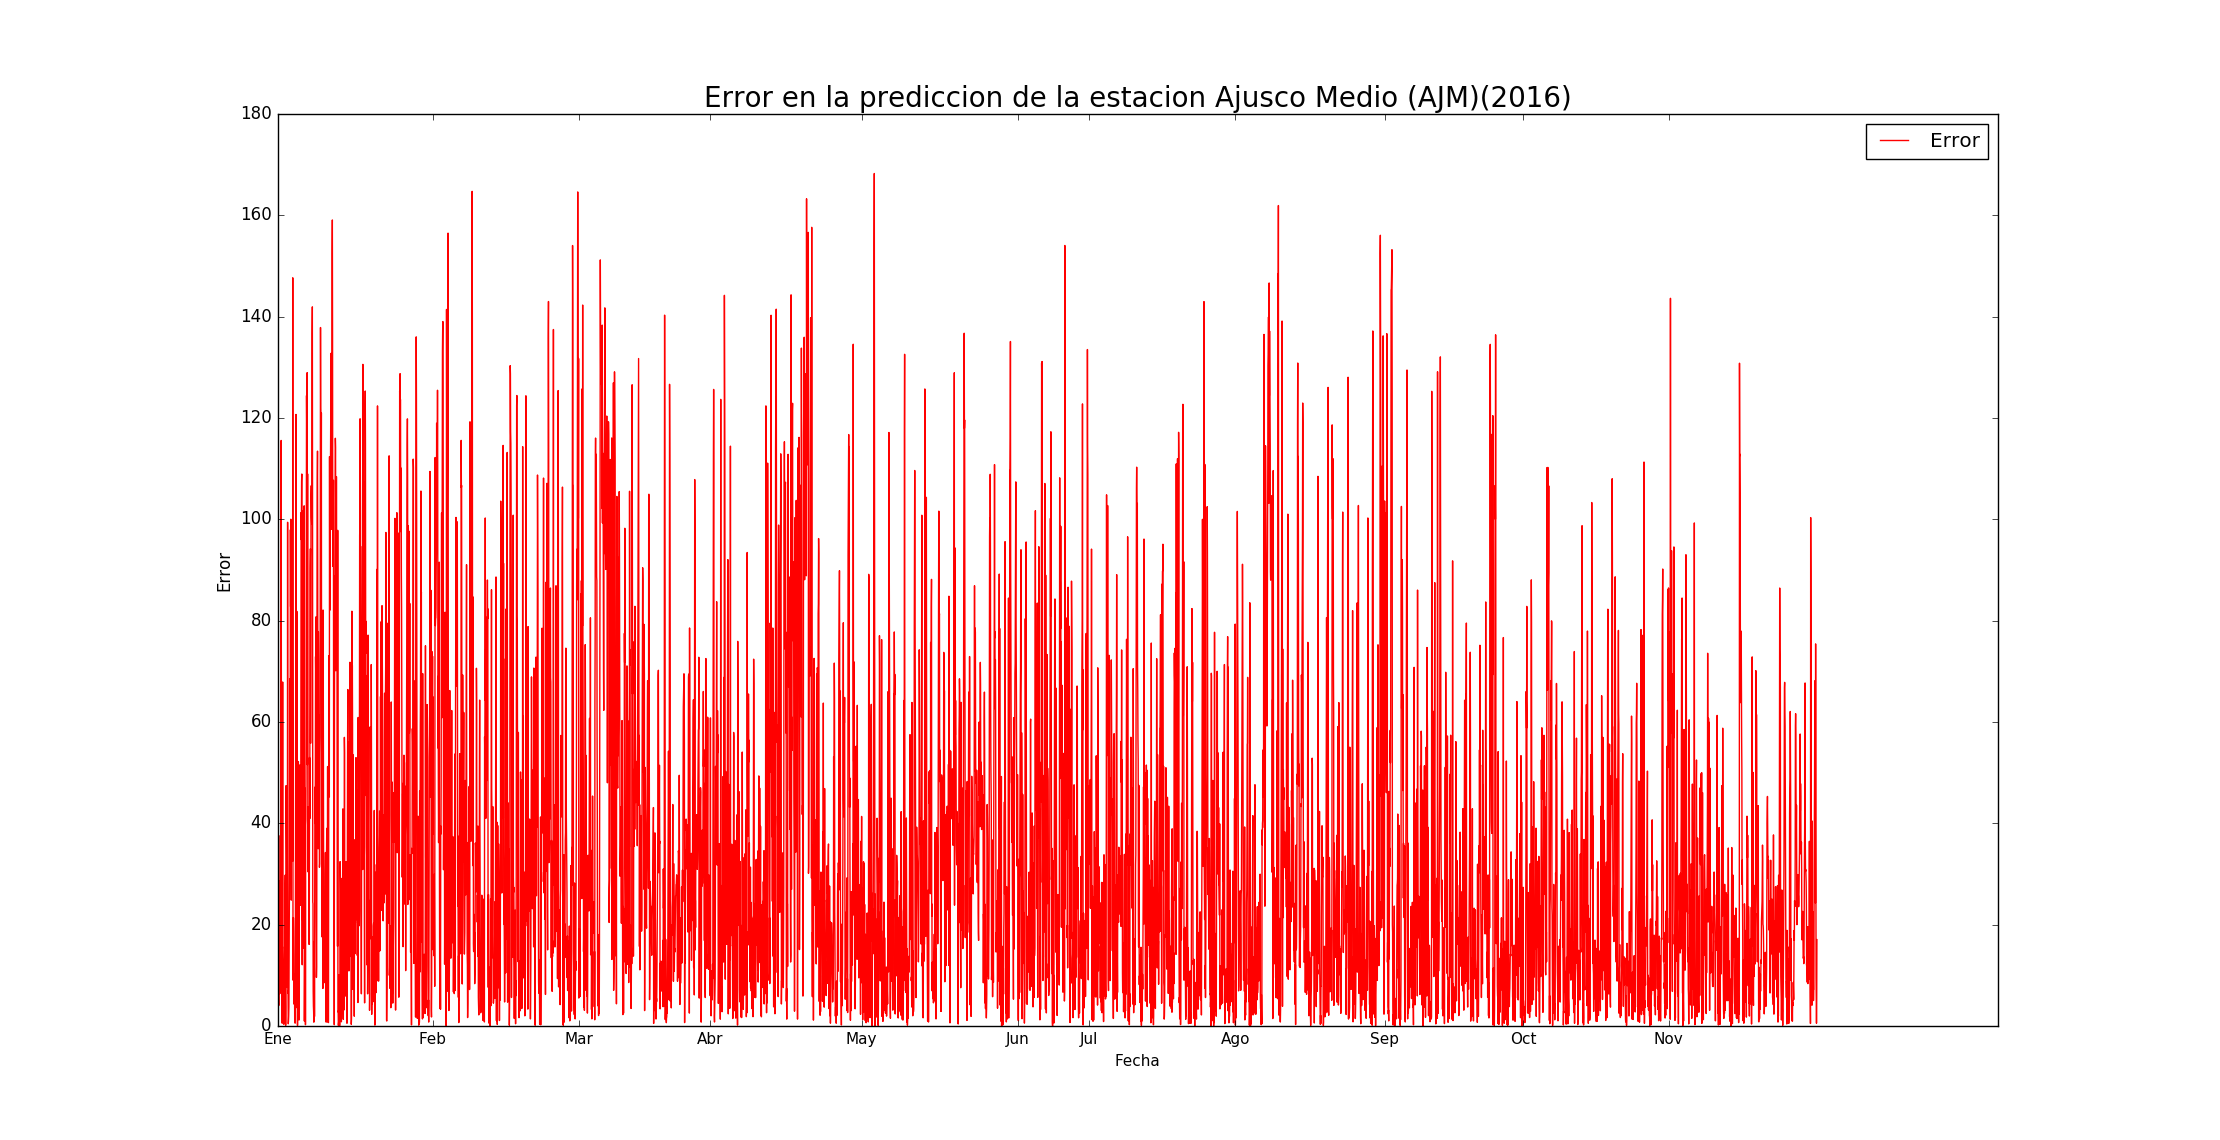 Error en la prediccion de la estacion Ajusco Medio (AJM)(2016)
180
160
140
120
100
80
60
40
20
0
Error
Error
Ene Feb Mar Abr May Jun Jul Ago Sep Oct Nov
Fecha